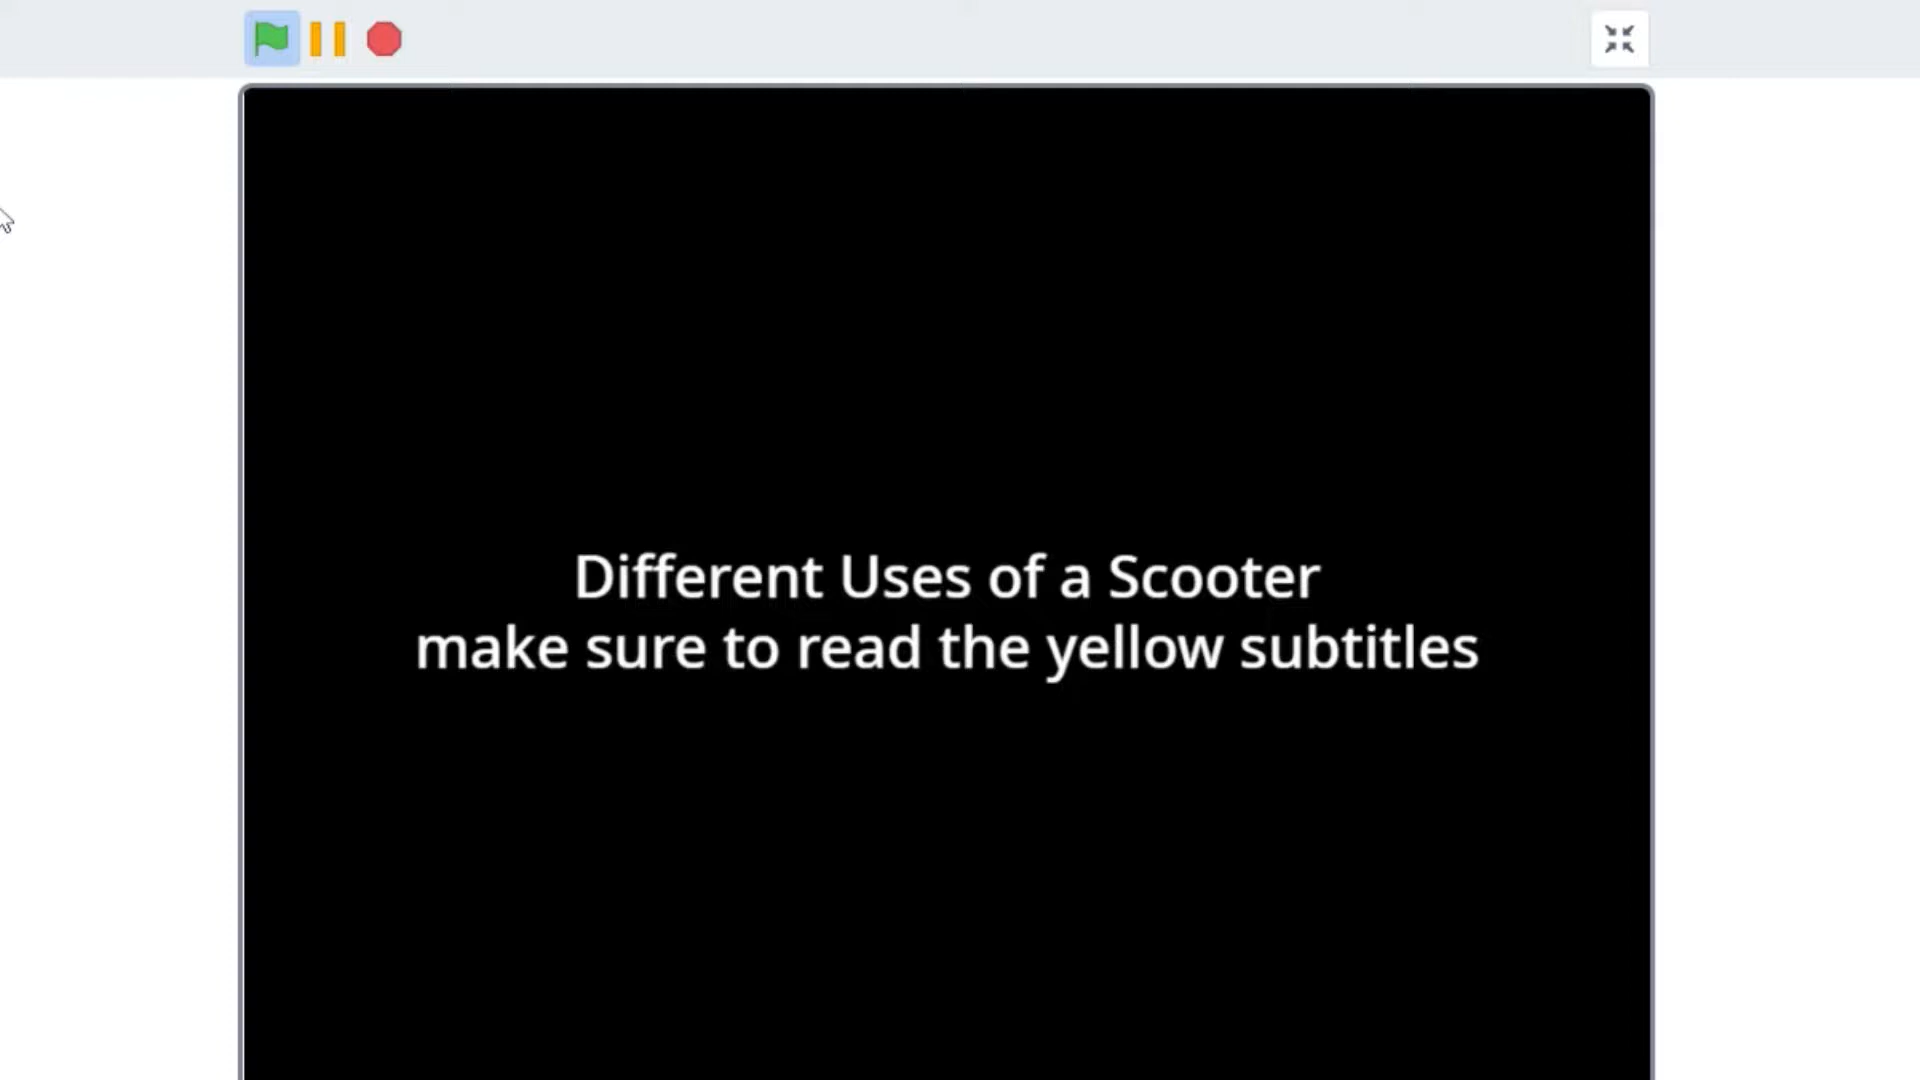 Different Uses of a Scooter
make sure to read the yellow subtitles